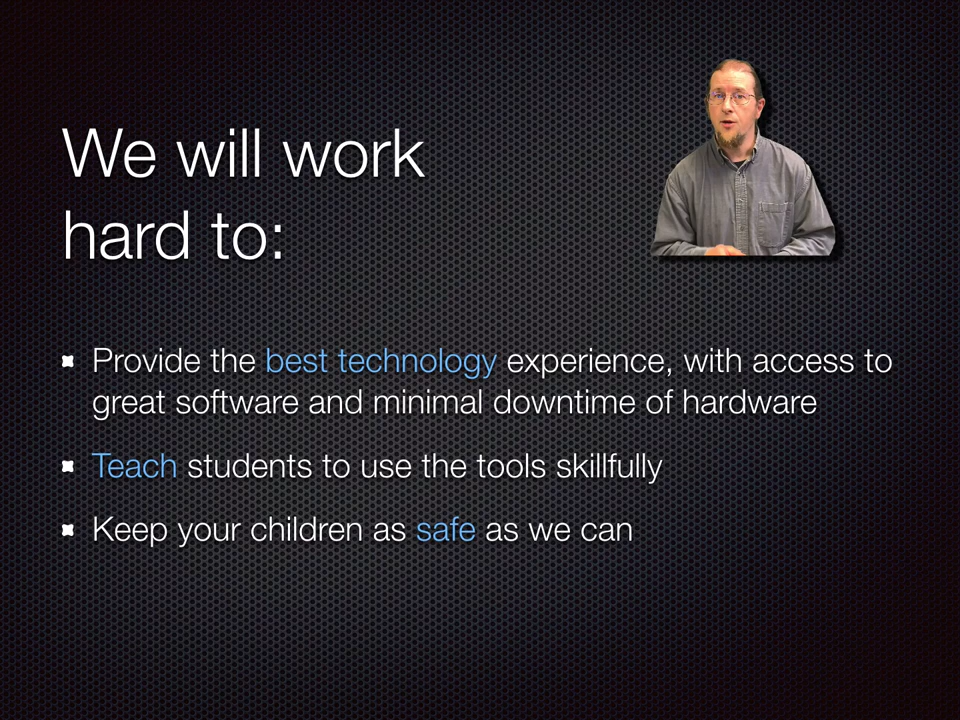 We will work
hard to:
Provide the best technology experience, with access to
great software and minimal downtime of hardware
Teach students to use the tools skillfully
Keep your children as safe as we can